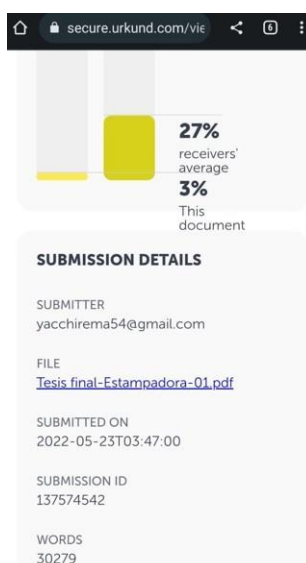 secure.urkund.com/vie
6
27%
receivers'
average
3%
This
document
SUBMISSION DETAILS
SUBMITTER
yacchirema54@gmail.com
FILE
Tesis final-Estampadora-01.pdf
SUBMITTED ON
2022-05-23T03:47:00
SUBMISSION ID
137574542
WORDS
30279